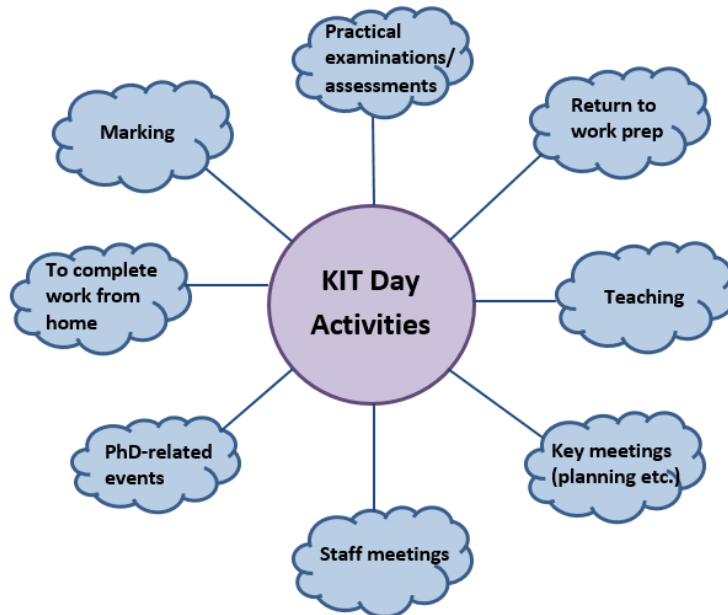 Practical
examinations/
assessments
Return to
work prep
Marking
To complete
work from
home
KIT Day
Activities
Teaching
PhD-related
events
Key meetings
(planning etc.)
Staff meetings